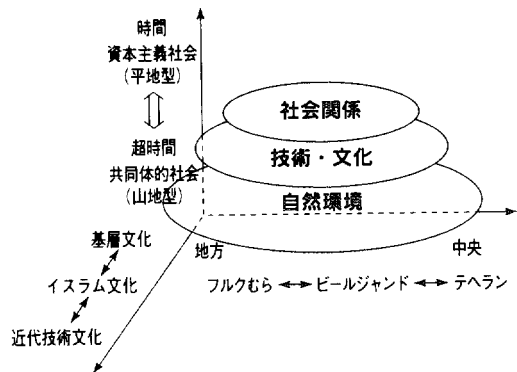 時間
資本主義社会
（平地型）
超時間
共同体的社会
（山地型）
社会関係
技術・文化
自然環境
基層文化
イスラム文化
近代技術文化
地方
中央
フルクむら ⟷ ビールジャンド ⟷ テヘラン